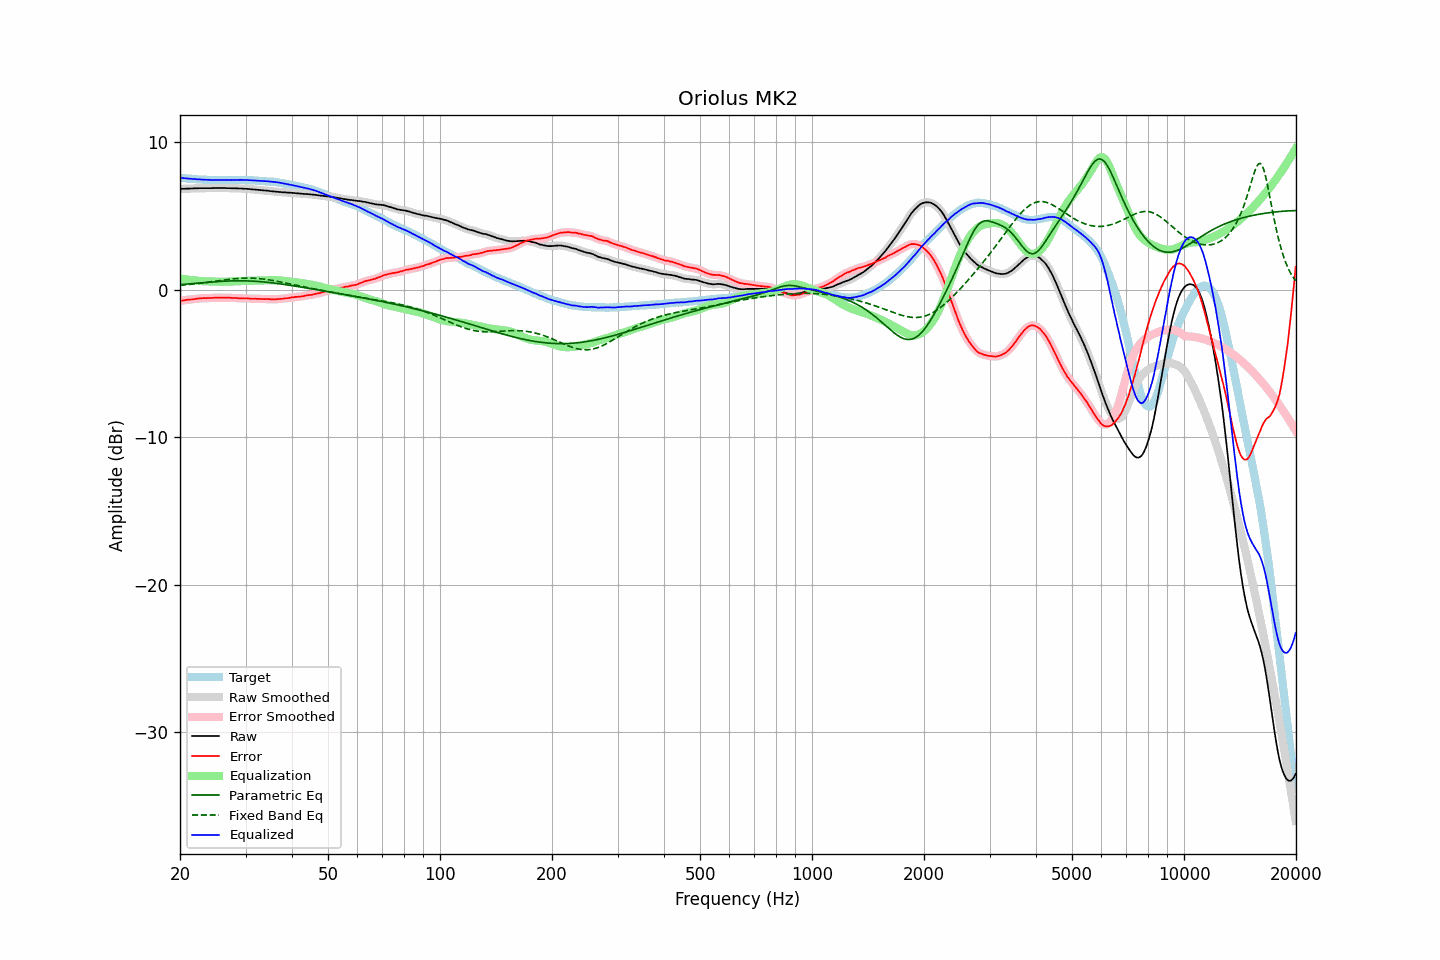 Oriolus MK2
10
0
−10
−20
−30
Amplitude (dBr)
Target
Raw Smoothed
Error Smoothed
Raw
Error
Equalization
Parametric Eq
Fixed Band Eq
Equalized
20 50 100 200 500 1000 2000 5000 10000 20000
Frequency (Hz)